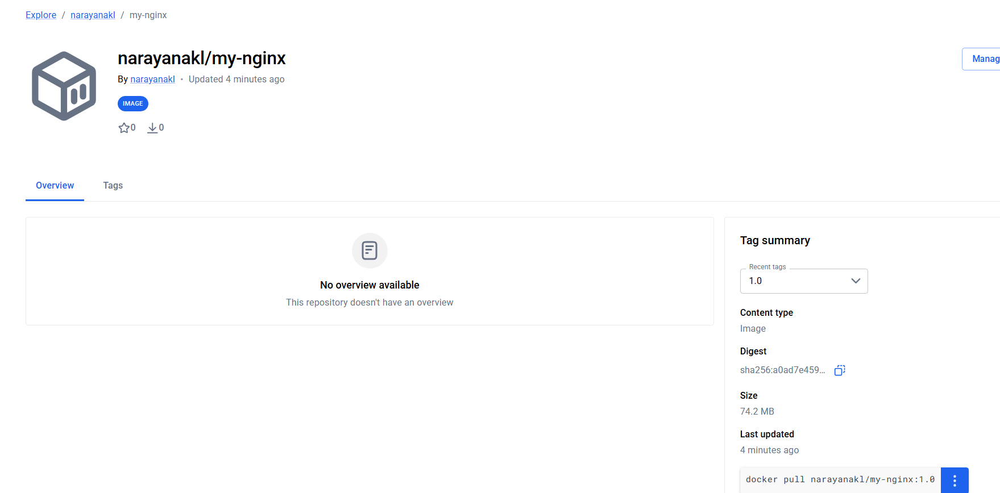 Explore / narayanakl / my-nginx
narayanakl/my-nginx
Manag
By narayanakl • Updated 4 minutes ago
IMAGE
0 0
Overview Tags
No overview available
This repository doesn't have an overview
Tag summary
Recent tags
1.0
Content type
Image
Digest
sha256:a0ad7e459...
Size
74.2 MB
Last updated
4 minutes ago
docker pull narayanakl/my-nginx:1.0